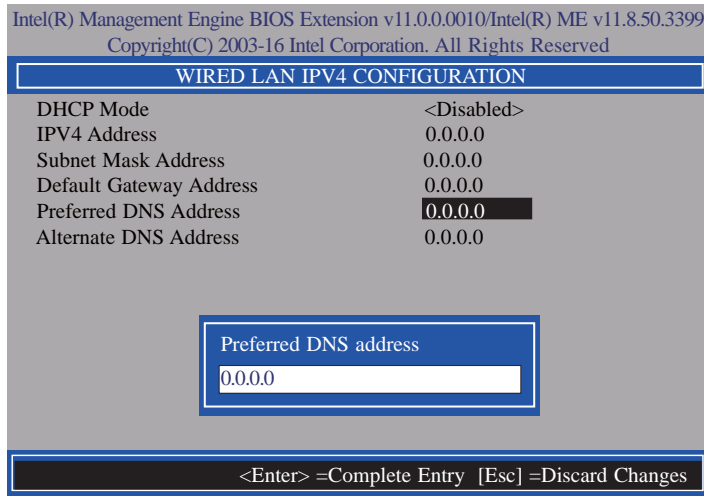 Intel(R) Management Engine BIOS Extension v11.0.0.0010/Intel(R) ME v11.8.50.3399
Copyright(C) 2003-16 Intel Corporation. All Rights Reserved
WIRED LAN IPV4 CONFIGURATION
DHCP Mode <Disabled>
IPV4 Address 0.0.0.0
Subnet Mask Address 0.0.0.0
Default Gateway Address 0.0.0.0
Preferred DNS Address 0.0.0.0
Alternate DNS Address 0.0.0.0
Preferred DNS address
0.0.0.0
<Enter> =Complete Entry [Esc] =Discard Changes